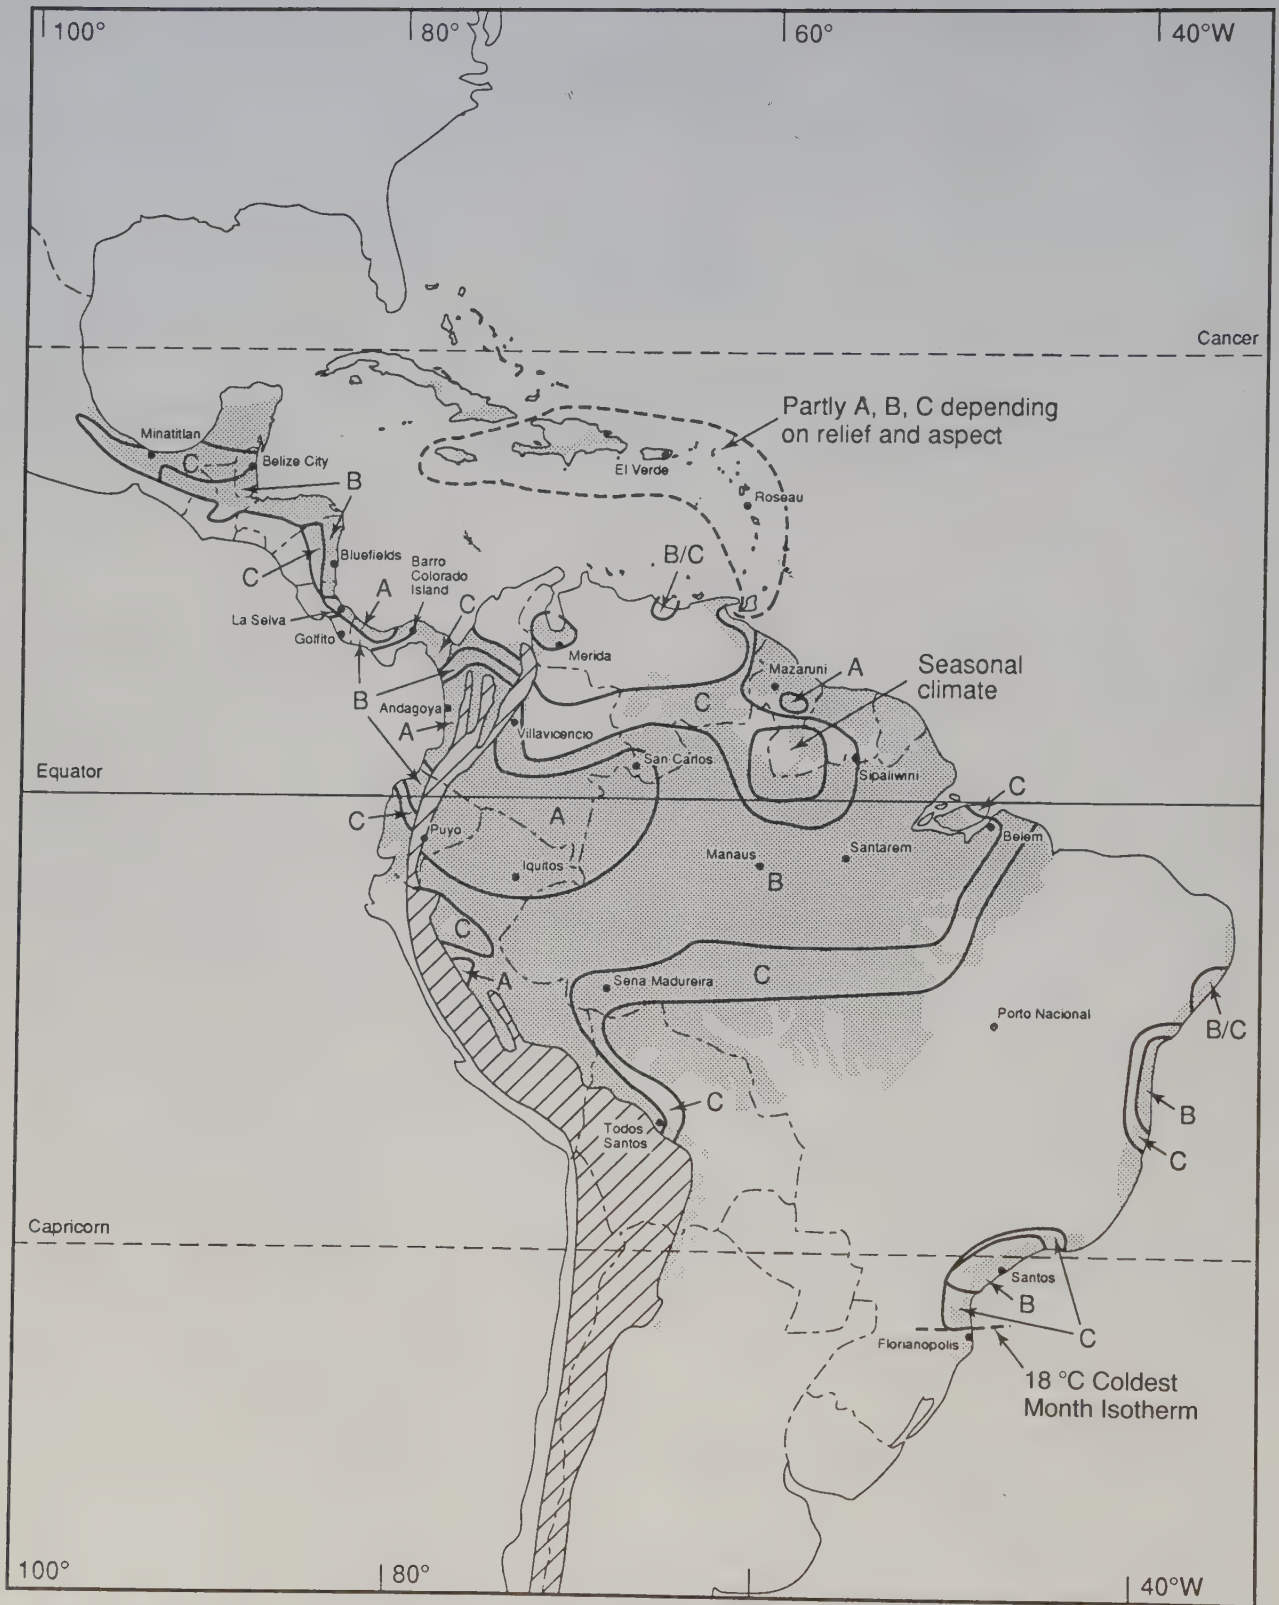 100°
80°
60°
40°W
Cancer
Partly A, B, C depending
on relief and aspect
Minatitlan
A
C
Belize City
El Verde
B
Roseau
Bluefields
B/C
Barro
Colorado
Island
C
A
C
La Selva
Golfito
Merida
Seasonal
climate
Mazaruni
A
B
C
Andagoya
A
Villavicencio
San Carlos
Sipaliwini
Equator
C
C
A
Puyo
Belem
Iquitos
Manaus
Santarem
B
C
A
Sena Madureira
C
Porto Nacional
B/C
C
B
Todos
Santos
C
Capricorn
Santos
B
C
Florianopolis
18 °C Coldest
Month Isotherm
100°
80°
40°W